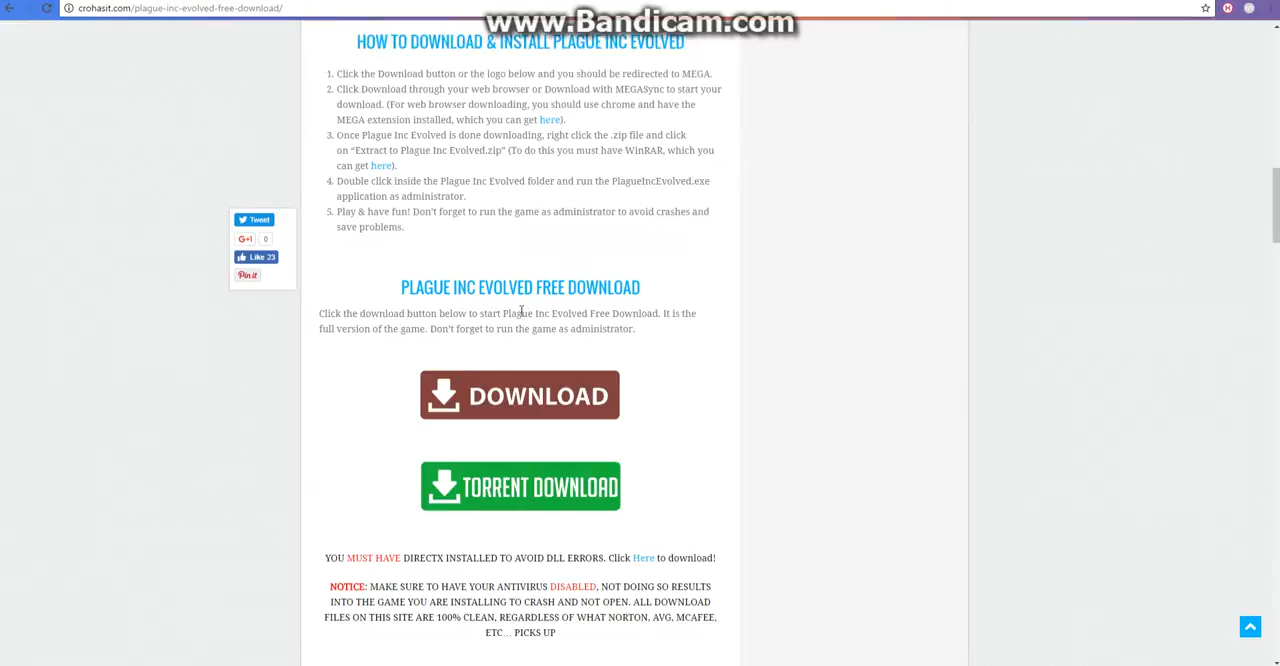 crohasit.com/plague-inc-evolved-free-download/
www.Bandicam.com
HOW TO DOWNLOAD & INSTALL PLAGUE INC EVOLVED
1. Click the Download button or the logo below and you should be redirected to MEGA.
2. Click Download through your web browser or Download with MEGASync to start your
download. (For web browser downloading, you should use chrome and have the
MEGA extension installed, which you can get here).
3. Once Plague Inc Evolved is done downloading, right click the .zip file and click
on “Extract to Plague Inc Evolved.zip” (To do this you must have WinRAR, which you
can get here).
4. Double click inside the Plague Inc Evolved folder and run the PlagueIncEvolved.exe
application as administrator.
5. Play & have fun! Don’t forget to run the game as administrator to avoid crashes and
save problems.
Tweet
G+1 0
Like 23
Pin it
PLAGUE INC EVOLVED FREE DOWNLOAD
Click the download button below to start Plague Inc Evolved Free Download. It is the
full version of the game. Don’t forget to run the game as administrator.
DOWNLOAD
TORRENT DOWNLOAD
YOU MUST HAVE DIRECTX INSTALLED TO AVOID DLL ERRORS. Click Here to download!
NOTICE: MAKE SURE TO HAVE YOUR ANTIVIRUS DISABLED, NOT DOING SO RESULTS
INTO THE GAME YOU ARE INSTALLING TO CRASH AND NOT OPEN. ALL DOWNLOAD
FILES ON THIS SITE ARE 100% CLEAN, REGARDLESS OF WHAT NORTON, AVG, MCAFEE,
ETC… PICKS UP